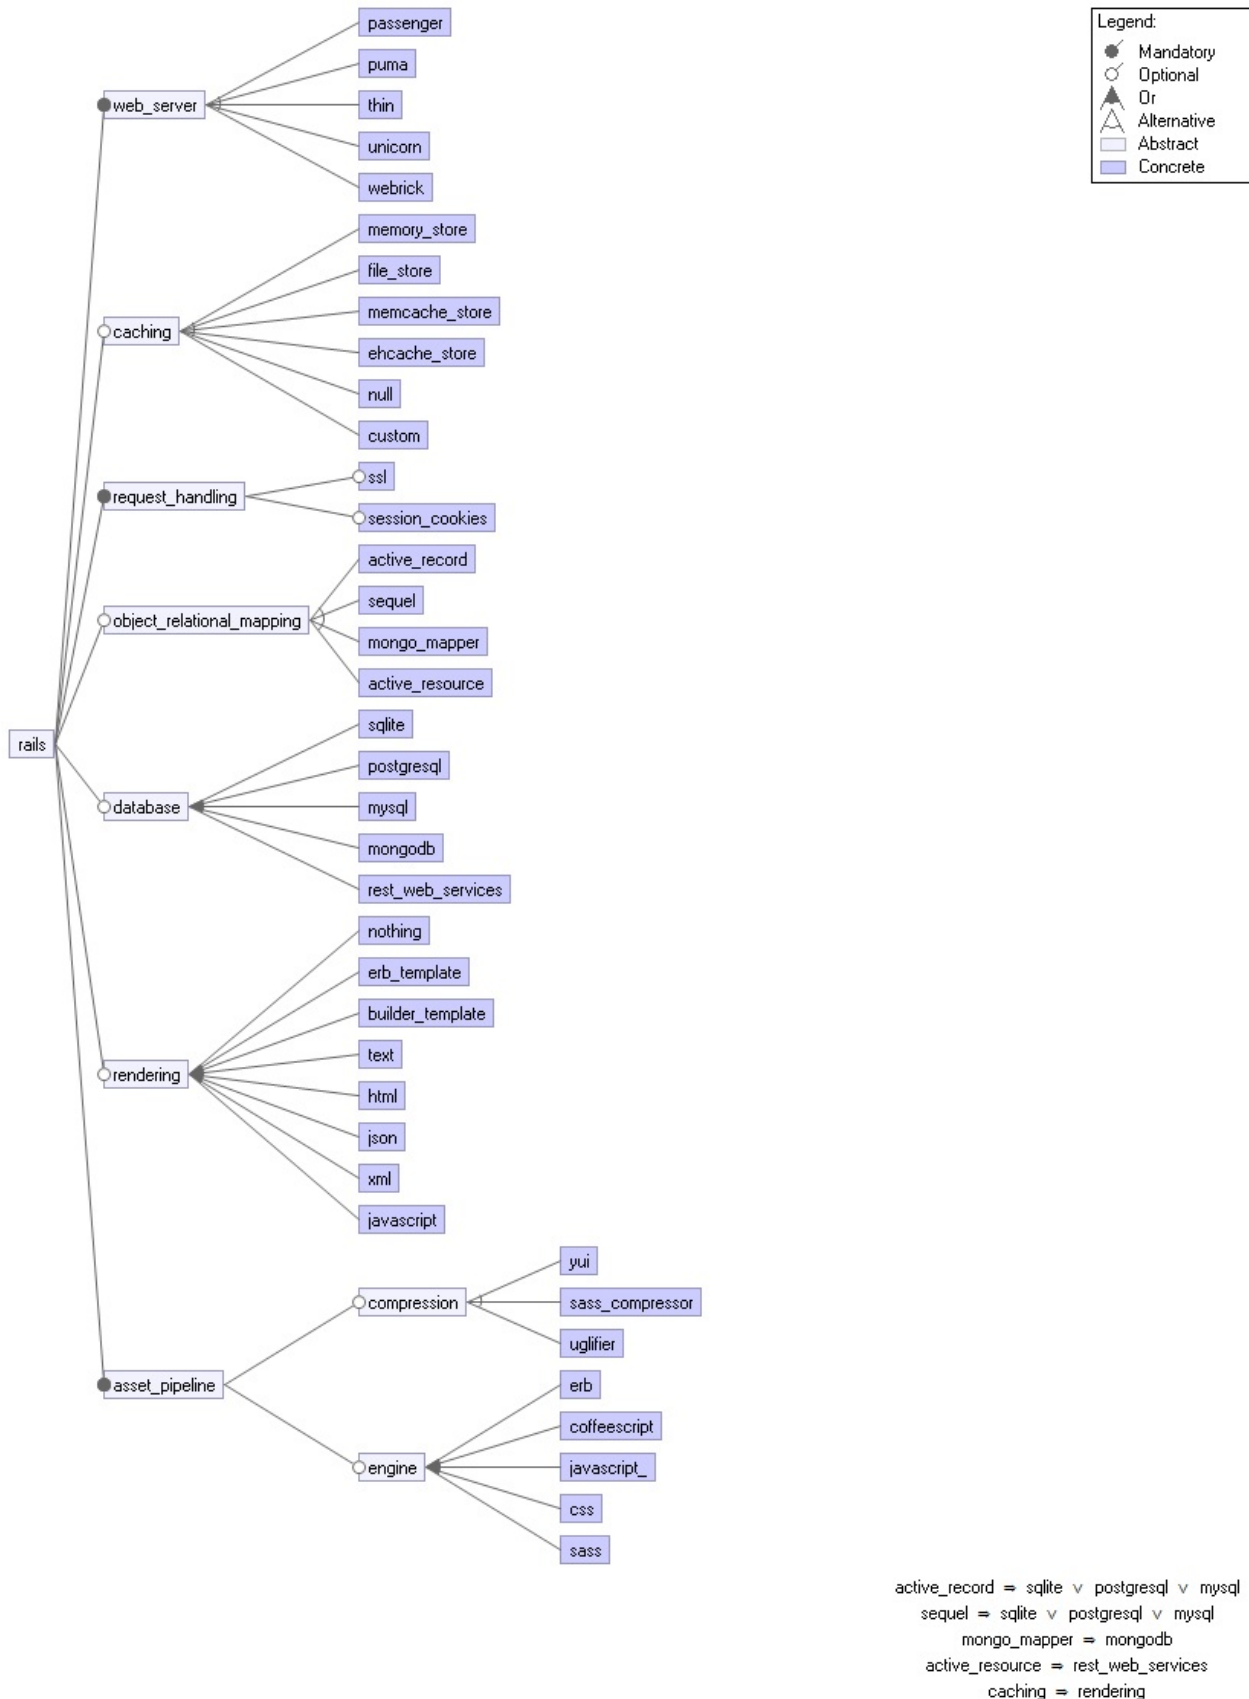 passenger
puma
web_server
thin
unicorn
webrick
memory_store
file_store
memcache_store
caching
ehcache_store
null
custom
ssl
request_handling
session_cookies
active_record
sequel
object_relational_mapping
mongo_mapper
active_resource
sqlite
rails
postgresql
database
mysql
mongodb
rest_web_services
nothing
erb_template
builder_template
text
rendering
html
json
xml
javascript
yui
compression
sass_compressor
uglifier
asset_pipeline
erb
coffeescript
engine
javascript_
css
sass
Legend:
Mandatory
Optional
Or
Alternative
Abstract
Concrete
active_record ⇒ sqlite ∨ postgresql ∨ mysql
sequel ⇒ sqlite ∨ postgresql ∨ mysql
mongo_mapper ⇒ mongodb
active_resource ⇒ rest_web_services
caching ⇒ rendering